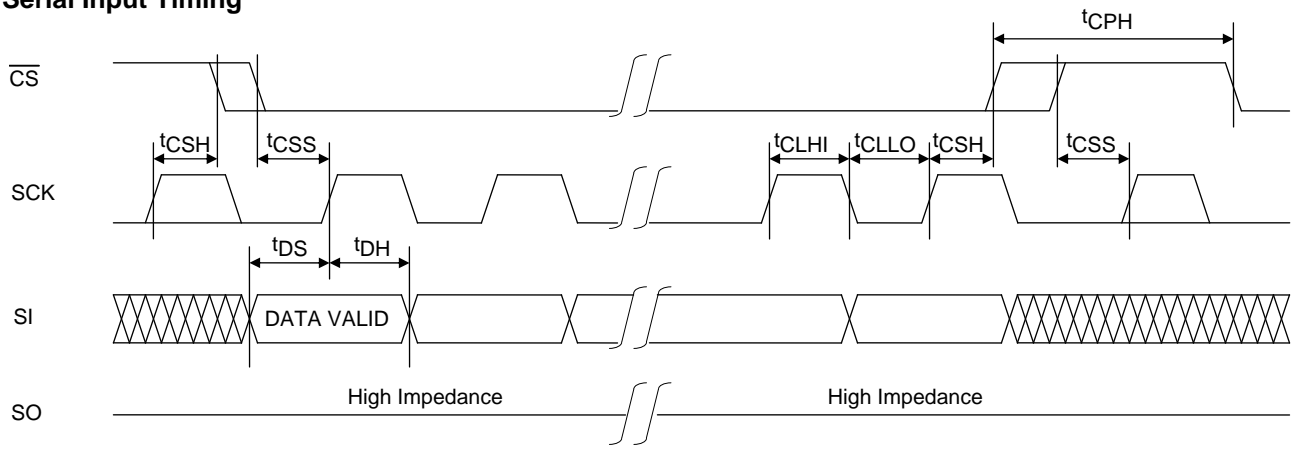 Serial Input Timing
tCPH
CS
tCSH
tCSS
tCLHI
tCLLO
tCSH
tCSS
SCK
tDS
tDH
SI
DATA VALID
High Impedance
High Impedance
SO